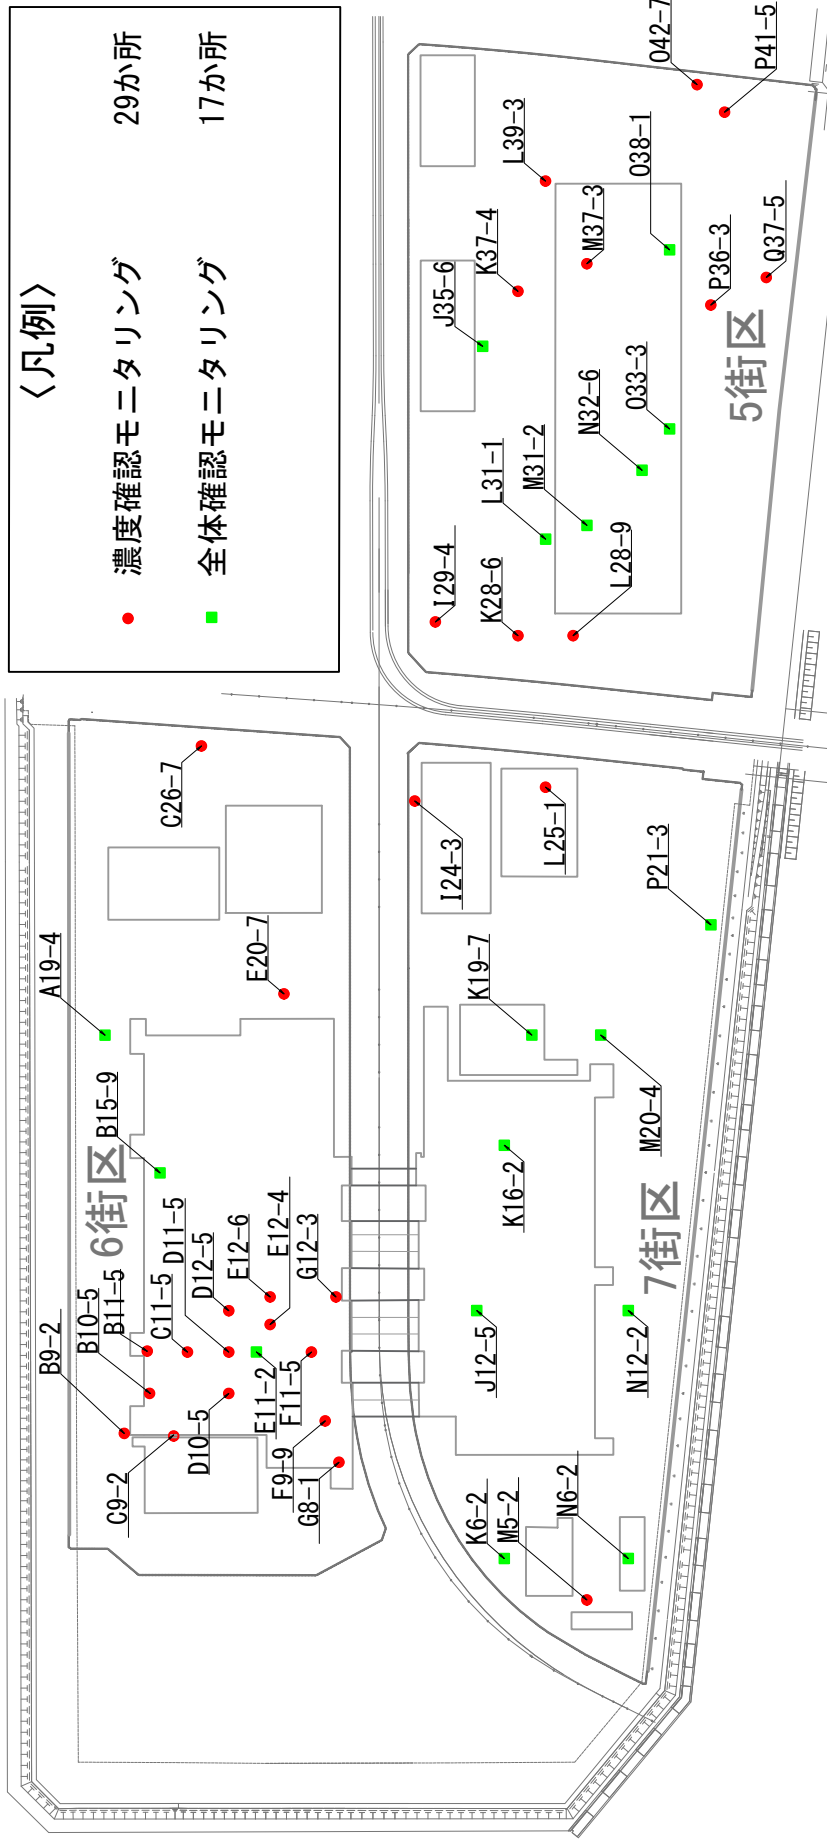 〈凡例〉
濃度確認モニタリング 29か所
全体確認モニタリング 17か所
6街区
A19-4
C26-7
B15-9
E20-7
B9-2
B10-5
B11-5
C11-5
D11-5
D12-5
E12-6
E12-4
G12-3
C9-2
D10-5
E11-2
F11-5
F9-9
G8-1
7街区
I24-3
L25-1
P21-3
K19-7
M20-4
K16-2
J12-5
N12-2
K6-2
M5-2
N6-2
5街区
O42-7
P41-5
L39-3
O38-1
K37-4
M37-3
J35-6
P36-3
Q37-5
O33-3
N32-6
M31-2
L31-1
I29-4
K28-6
L28-9